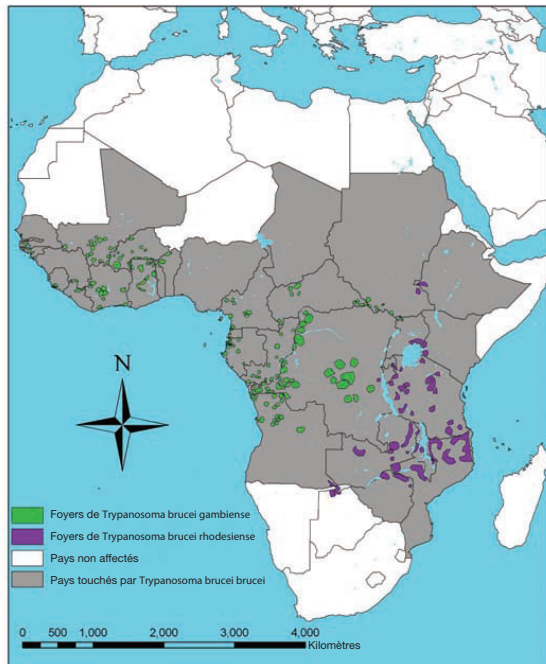 N
Foyers de Trypanosoma brucei gambiense
Foyers de Trypanosoma brucei rhodesiense
Pays non affectés
Pays touchés par Trypanosoma brucei brucei
0 500 1,000 2,000 3,000 4,000
Kilomètres